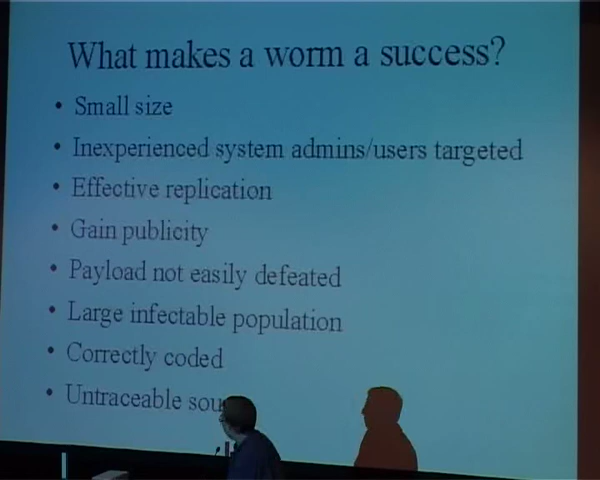 What makes a worm a success?
• Small size
• Inexperienced system admins/users targeted
• Effective replication
• Gain publicity
• Payload not easily defeated
• Large infectable population
• Correctly coded
• Untraceable